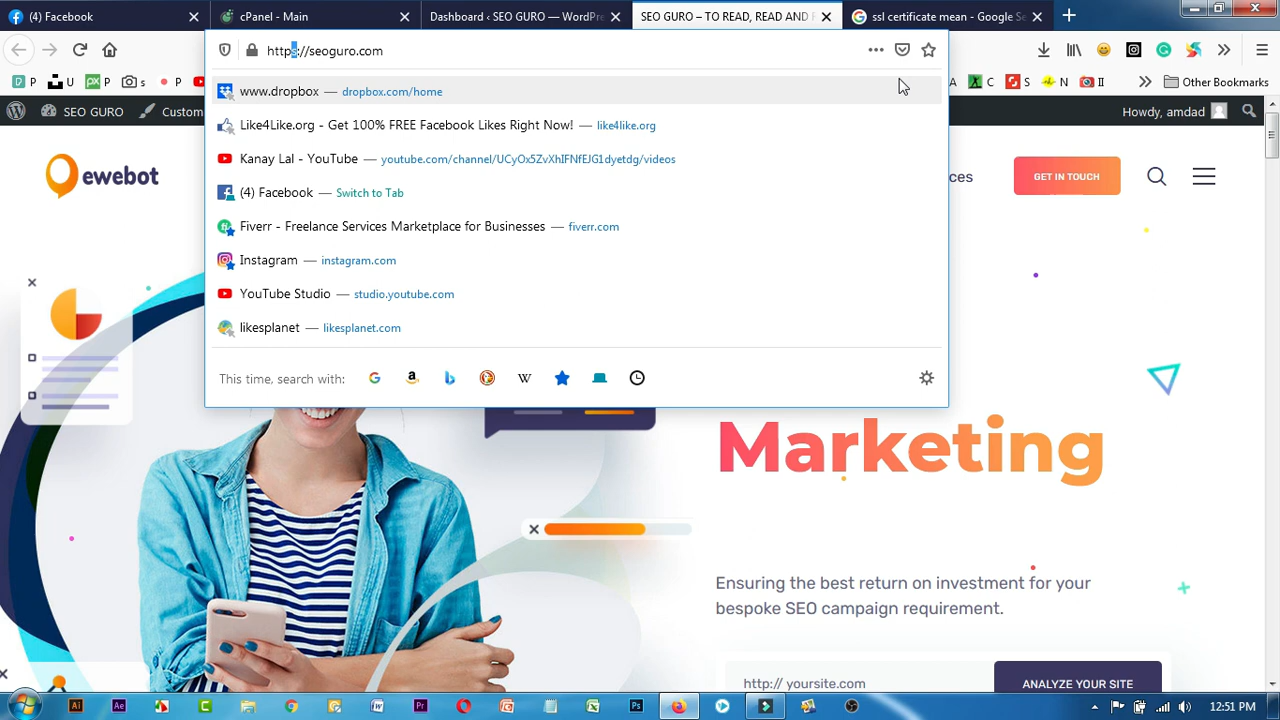 (4) Facebook
cPanel - Main
Dashboard ‹ SEO GURO — WordPre
SEO GURO – TO READ, READ AND R
ssl certificate mean - Google Se
https://seoguro.com
P
U
P
s
P
A
C
S
N
II
Other Bookmarks
www.dropbox — dropbox.com/home
SEO GURO
Custom
Howdy, amdad
Like4Like.org - Get 100% FREE Facebook Likes Right Now! — like4like.org
Kanay Lal - YouTube — youtube.com/channel/UCyOx5ZvXhIFNfEJG1dyetdg/videos
ewebot
ces
GET IN TOUCH
(4) Facebook — Switch to Tab
Fiverr - Freelance Services Marketplace for Businesses — fiverr.com
Instagram — instagram.com
YouTube Studio — studio.youtube.com
likesplanet — likesplanet.com
This time, search with:
Marketing
Ensuring the best return on investment for your
bespoke SEO campaign requirement.
http:// yoursite.com
ANALYZE YOUR SITE
12:51 PM